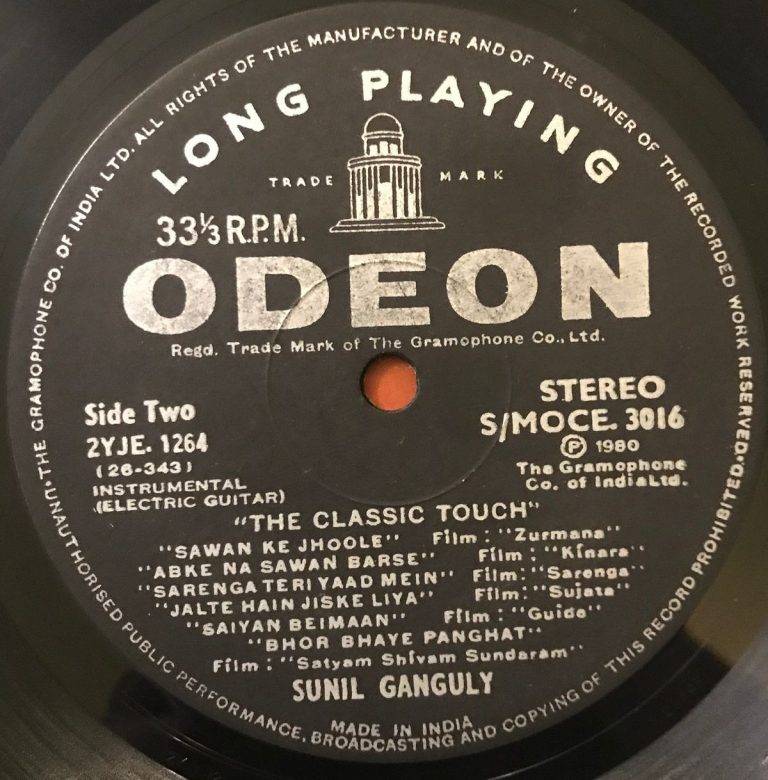 THE GRAMOPHONE CO. OF INDIA LTD. ALL RIGHTS OF THE MANUFACTURER AND OF THE OWNER OF THE RECORDED WORK RESERVED.
LONG PLAYING
TRADE MARK
33⅓ R.P.M.
ODEON
Regd. Trade Mark of The Gramophone Co., Ltd.
Side Two
2YJE. 1264
(26-343)
INSTRUMENTAL
(ELECTRIC GUITAR)
STEREO
S/MOCE. 3016
Ⓟ 1980
The Gramophone
Co. of India Ltd.
"THE CLASSIC TOUCH"
"SAWAN KE JHOOLE" Film : "Zurmana"
"ABKE NA SAWAN BARSE" Film : "Kinara"
"SARENGA TERI YAAD MEIN" Film: "Sarenga"
"JALTE HAIN JISKE LIYA" Film : "Sujata"
"SAIYAN BEIMAAN" Film : "Guide"
"BHOR BHAYE PANGHAT"
Film : "Satyam Shivam Sundaram"
SUNIL GANGULY
MADE IN INDIA
UNAUTHORISED PUBLIC PERFORMANCE, BROADCASTING AND COPYING OF THIS RECORD PROHIBITED.